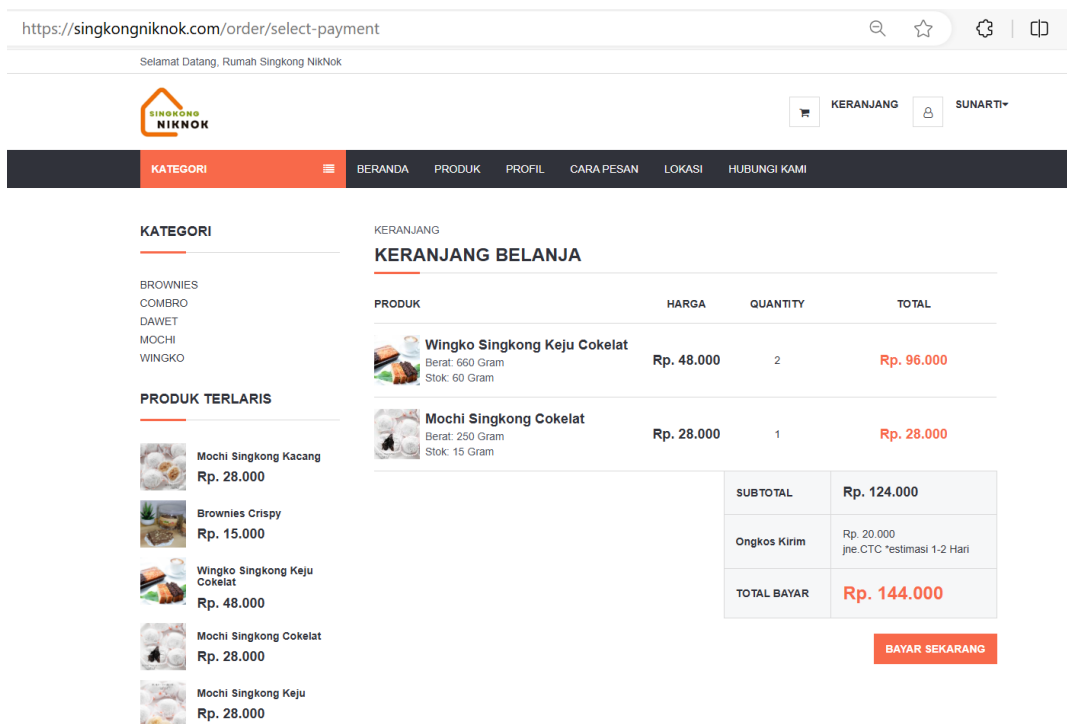 https://singkongniknok.com/order/select-payment
Selamat Datang, Rumah Singkong NikNok
SINGKONG
NIKNOK
KERANJANG
SUNARTI
KATEGORI
BERANDA PRODUK PROFIL CARA PESAN LOKASI HUBUNGI KAMI
KATEGORI
BROWNIES
COMBRO
DAWET
MOCHI
WINGKO
PRODUK TERLARIS
Mochi Singkong Kacang
Rp. 28.000
Brownies Crispy
Rp. 15.000
Wingko Singkong Keju
Cokelat
Rp. 48.000
Mochi Singkong Cokelat
Rp. 28.000
Mochi Singkong Keju
Rp. 28.000
KERANJANG
KERANJANG BELANJA
PRODUK HARGA QUANTITY TOTAL
Wingko Singkong Keju Cokelat
Berat: 660 Gram
Stok: 60 Gram
Rp. 48.000 2 Rp. 96.000
Mochi Singkong Cokelat
Berat: 250 Gram
Stok: 15 Gram
Rp. 28.000 1 Rp. 28.000
SUBTOTAL Rp. 124.000
Ongkos Kirim Rp. 20.000
jne.CTC *estimasi 1-2 Hari
TOTAL BAYAR Rp. 144.000
BAYAR SEKARANG